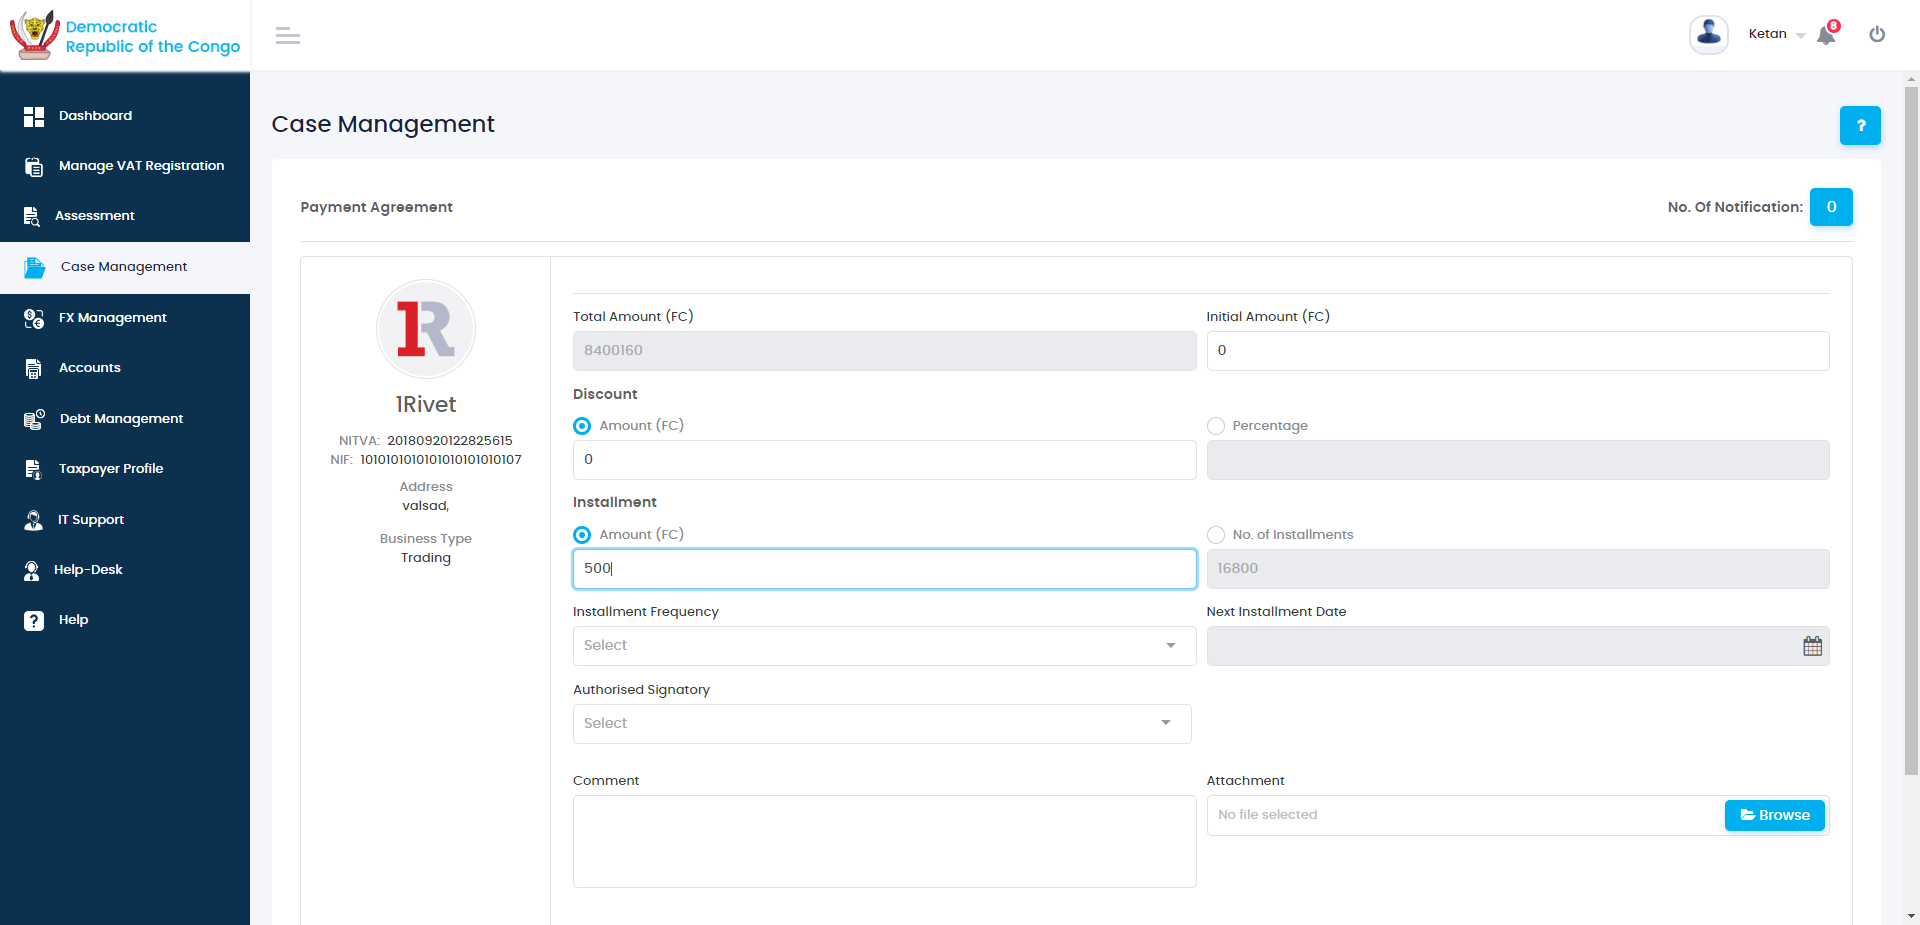 Democratic
Republic of the Congo
Ketan
8
Dashboard
Manage VAT Registration
Assessment
Case Management
FX Management
Accounts
Debt Management
Taxpayer Profile
IT Support
Help-Desk
Help
Case Management
?
Payment Agreement
No. Of Notification: 0
1R
1Rivet
NITVA: 20180920122825615
NIF: 1010101010101010101010107
Address
valsad,
Business Type
Trading
Total Amount (FC)
Initial Amount (FC)
8400160
0
Discount
Amount (FC)
Percentage
0
Installment
Amount (FC)
No. of Installments
500
16800
Installment Frequency
Next Installment Date
Select
Authorised Signatory
Select
Comment
Attachment
No file selected
Browse